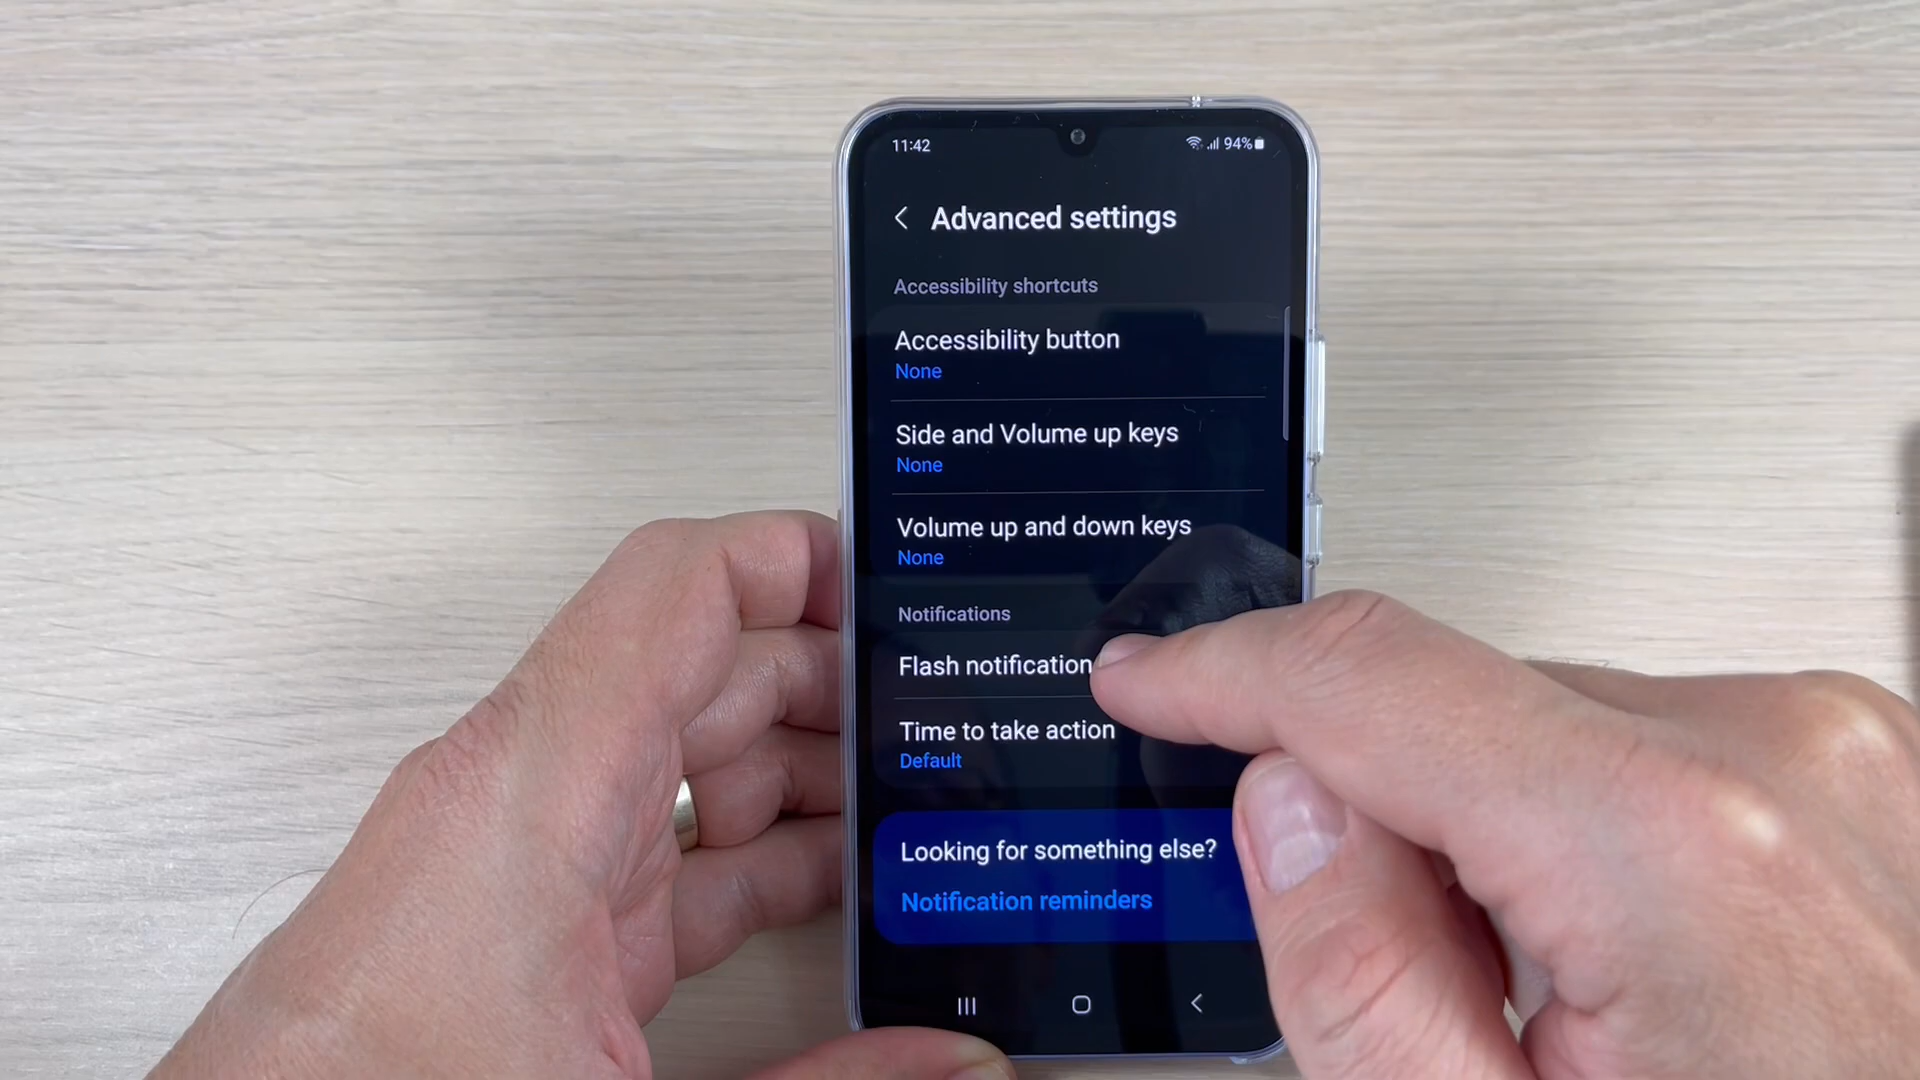 11:42
94%
Advanced settings
Accessibility shortcuts
Accessibility button
None
Side and Volume up keys
None
Volume up and down keys
None
Notifications
Flash notification
Time to take action
Default
Looking for something else?
Notification reminders